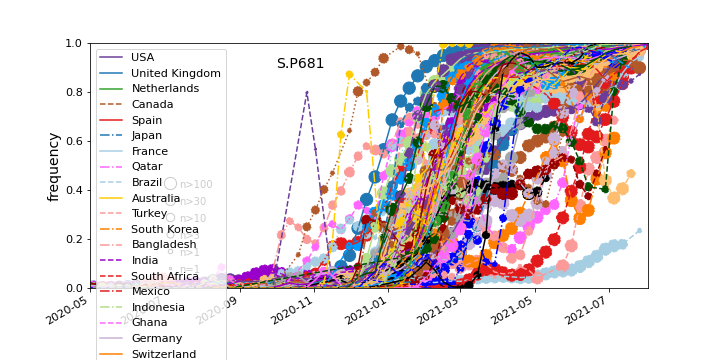 S.P681
frequency
1.0
0.8
0.6
0.4
0.2
0.0
USA
United Kingdom
Netherlands
Canada
Spain
Japan
France
Qatar
Brazil
Australia
Turkey
South Korea
Bangladesh
India
South Africa
Mexico
Indonesia
Ghana
Germany
Switzerland
n>100
n>30
n>10
n>1
2020-05
2020-09
2020-11
2021-01
2021-03
2021-05
2021-07